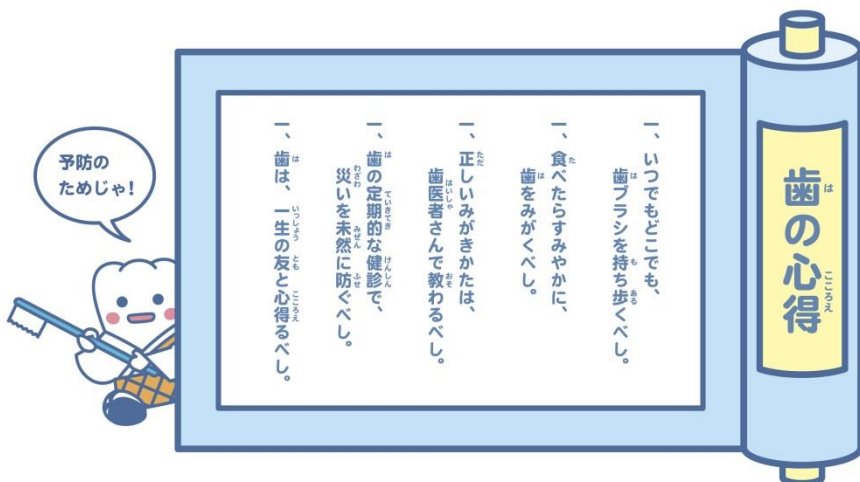 歯の心得
一、いつでもどこでも、
歯ブラシを持ち歩くべし。
一、食べたらすみやかに、
歯をみがくべし。
一、正しいみがきかたは、
歯医者さんで教わるべし。
一、歯の定期的な健診で、
災いを未然に防ぐべし。
一、歯は、一生の友と心得るべし。
予防の
ためじゃ!